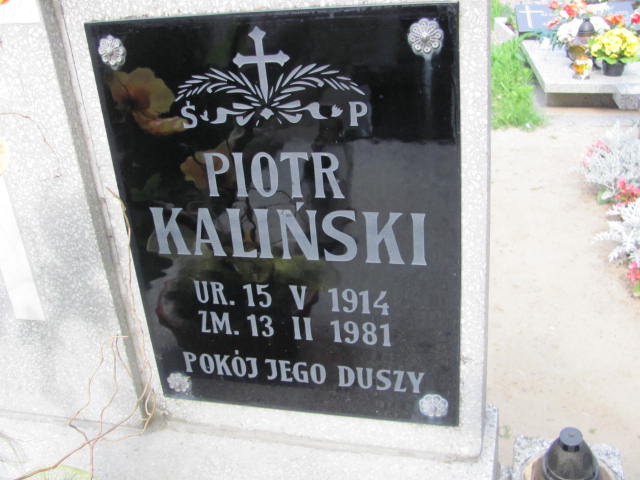 Ś P
PIOTR
KALIŃSKI
UR. 15 V 1914
ZM. 13 II 1981
POKÓJ JEGO DUSZY